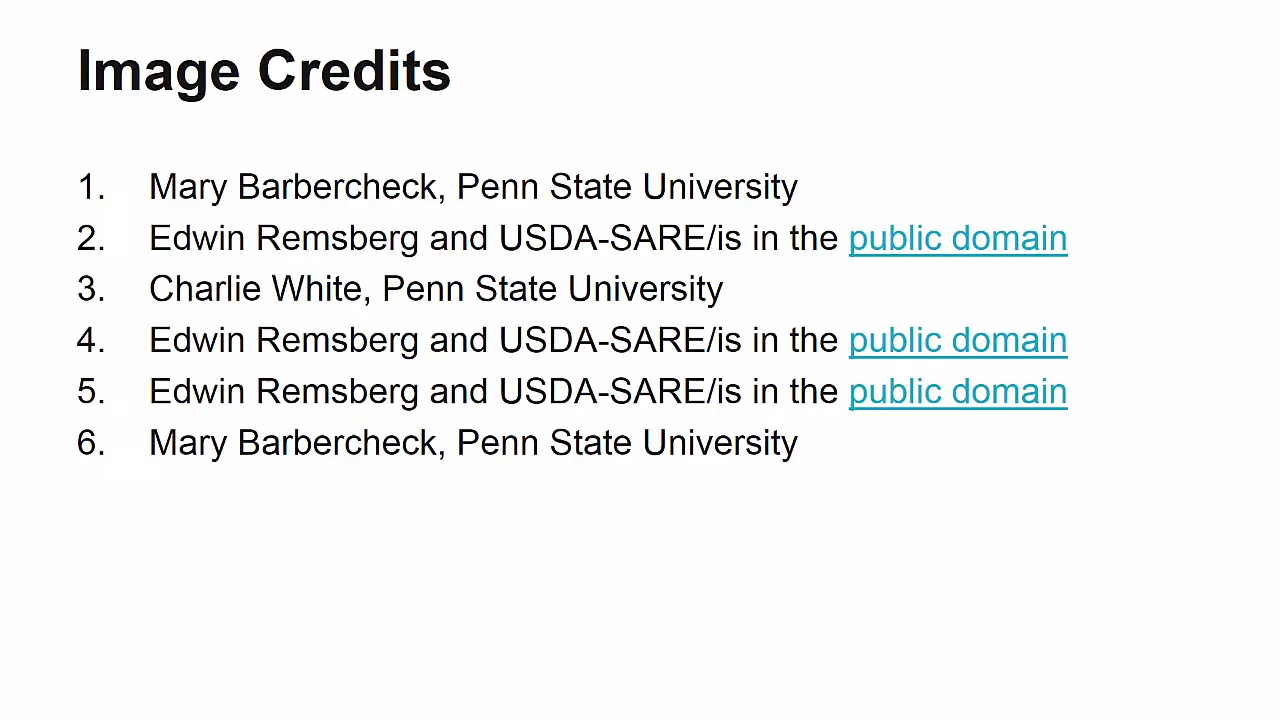 Image Credits
1. Mary Barbercheck, Penn State University
2. Edwin Remsberg and USDA-SARE/is in the public domain
3. Charlie White, Penn State University
4. Edwin Remsberg and USDA-SARE/is in the public domain
5. Edwin Remsberg and USDA-SARE/is in the public domain
6. Mary Barbercheck, Penn State University